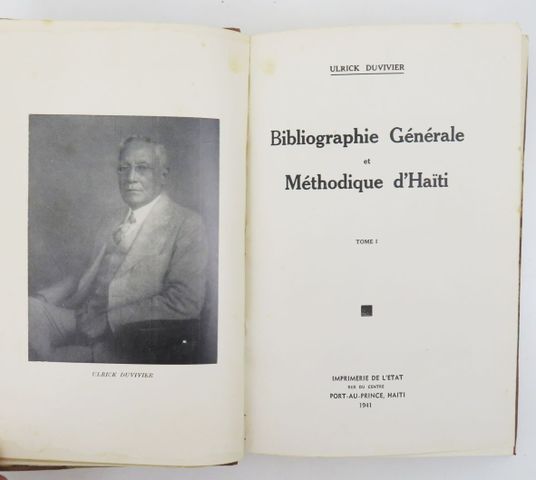 ULRICK DUVIVIER
ULRICK DUVIVIER
Bibliographie Générale
et
Méthodique d'Haïti
TOME I
IMPRIMERIE DE L'ETAT
RUE DU CENTRE
PORT-AU-PRINCE, HAITI
1941